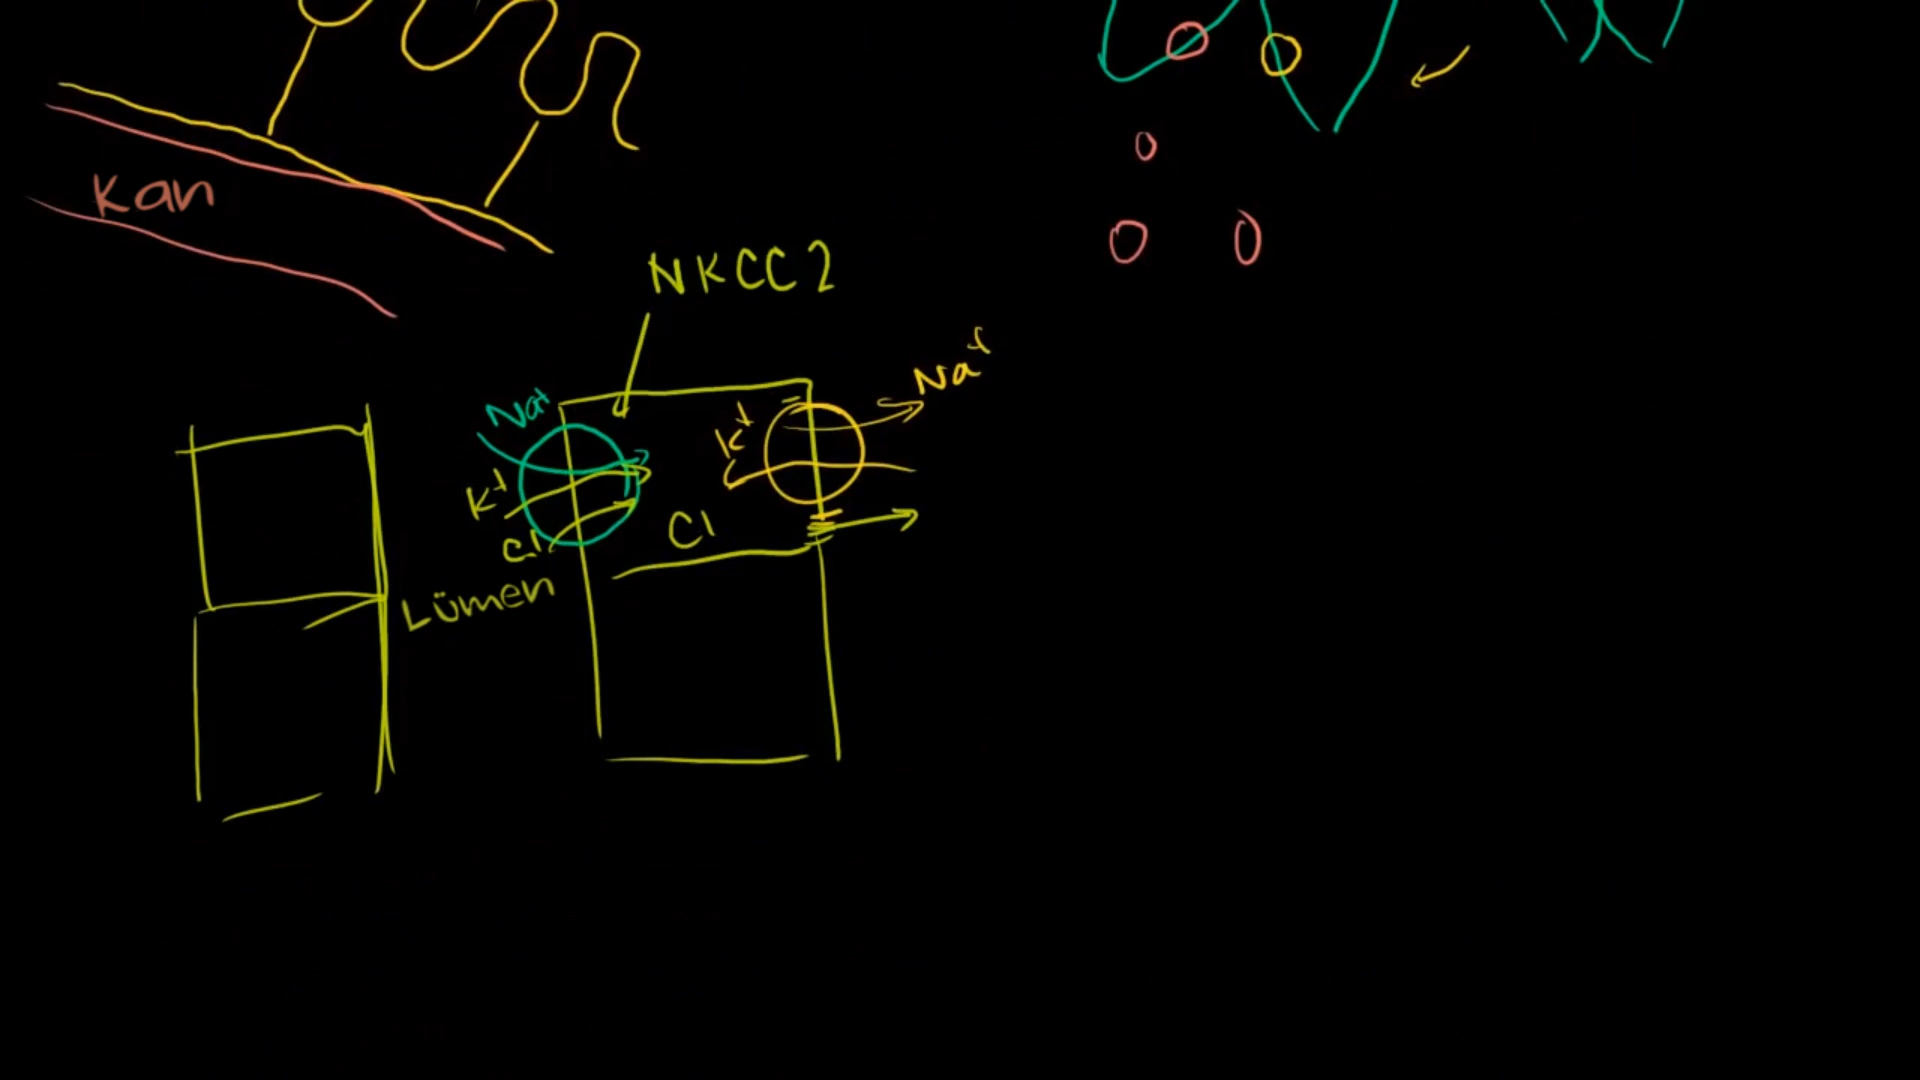 Kan
NKCC2
Na+
Na+
K+
K+
Cl
Cl-
Lümen